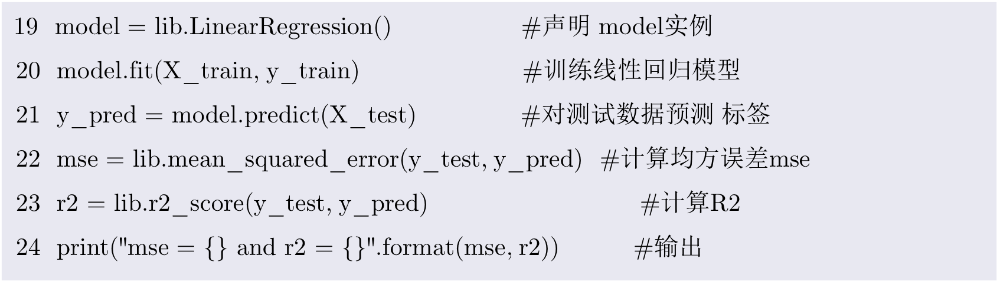 19 model = lib.LinearRegression() #声明 model实例
20 model.fit(X_train, y_train) #训练线性回归模型
21 y_pred = model.predict(X_test) #对测试数据预测 标签
22 mse = lib.mean_squared_error(y_test, y_pred) #计算均方误差mse
23 r2 = lib.r2_score(y_test, y_pred) #计算R2
24 print("mse = {} and r2 = {}".format(mse, r2)) #输出